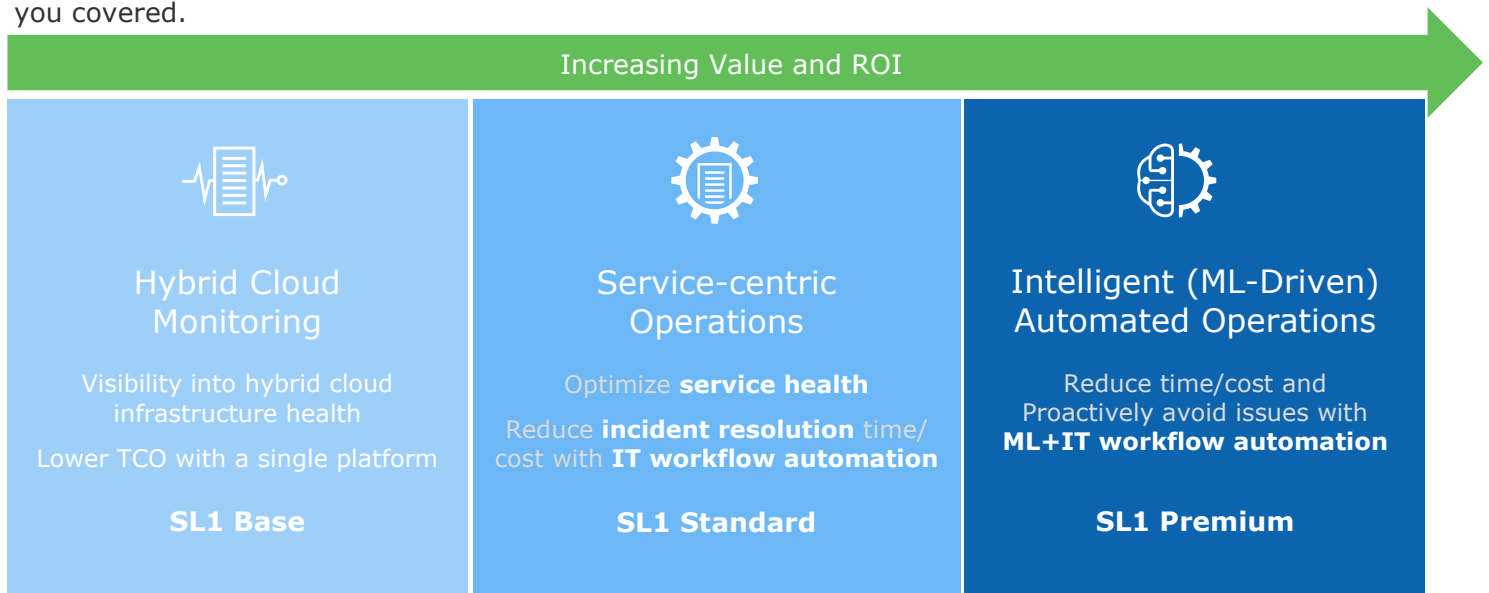 you covered.
Increasing Value and ROI
Hybrid Cloud
Monitoring
Visibility into hybrid cloud
infrastructure health
Lower TCO with a single platform
SL1 Base
Service-centric
Operations
Optimize service health
Reduce incident resolution time/
cost with IT workflow automation
SL1 Standard
Intelligent (ML-Driven)
Automated Operations
Reduce time/cost and
Proactively avoid issues with
ML+IT workflow automation
SL1 Premium